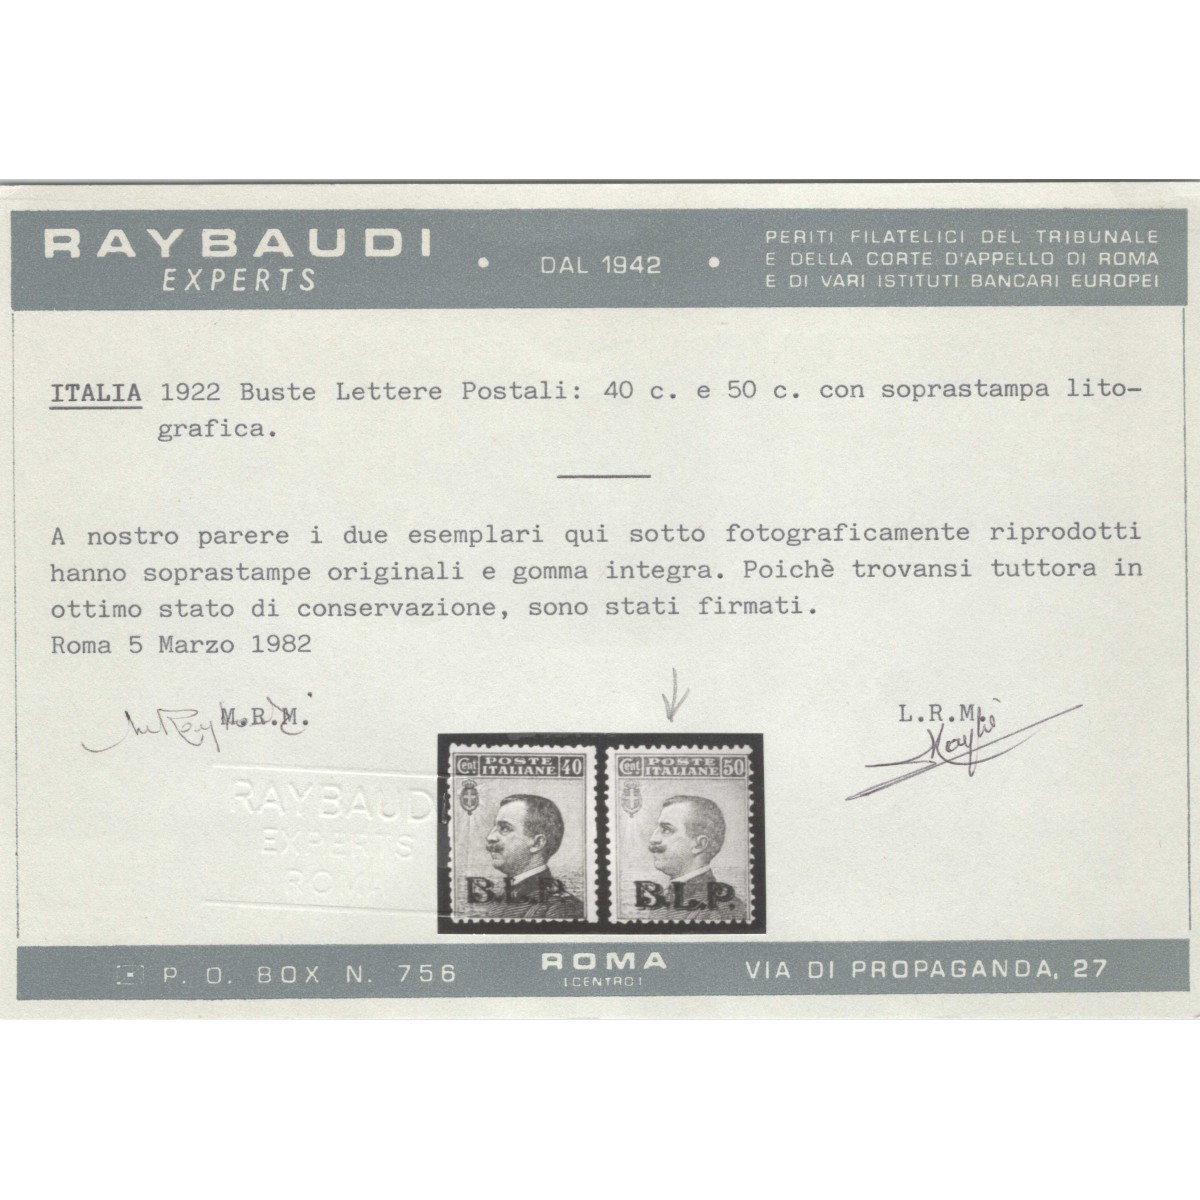 RAYBAUDI
EXPERTS
• DAL 1942 •
PERITI FILATELICI DEL TRIBUNALE
E DELLA CORTE D'APPELLO DI ROMA
E DI VARI ISTITUTI BANCARI EUROPEI
ITALIA 1922 Buste Lettere Postali: 40 c. e 50 c. con soprastampa lito-
grafica.
A nostro parere i due esemplari qui sotto fotograficamente riprodotti
hanno soprastampe originali e gomma integra. Poichè trovansi tuttora in
ottimo stato di conservazione, sono stati firmati.
Roma 5 Marzo 1982
M.R.M.
L.R.M.
Cent. POSTE ITALIANE 40
B.L.P.
Cent. POSTE ITALIANE 50
B.L.P.
RAYBAUDI
EXPERTS
ROMA
P. O. BOX N. 756
ROMA
(CENTRO)
VIA DI PROPAGANDA, 27